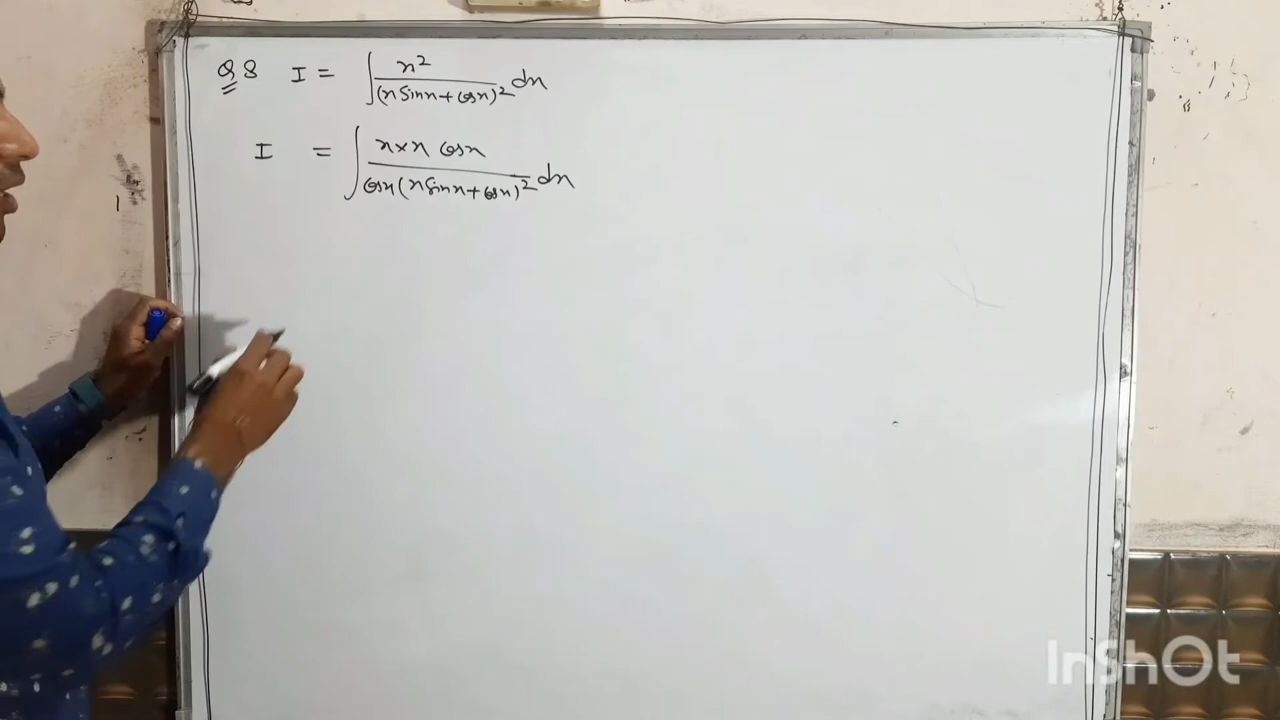 Q8 I = ∫ x² / (x sinx + cosx)² dx
I = ∫ x × x cosx / cosx (x sinx + cosx)² dx
InShOt